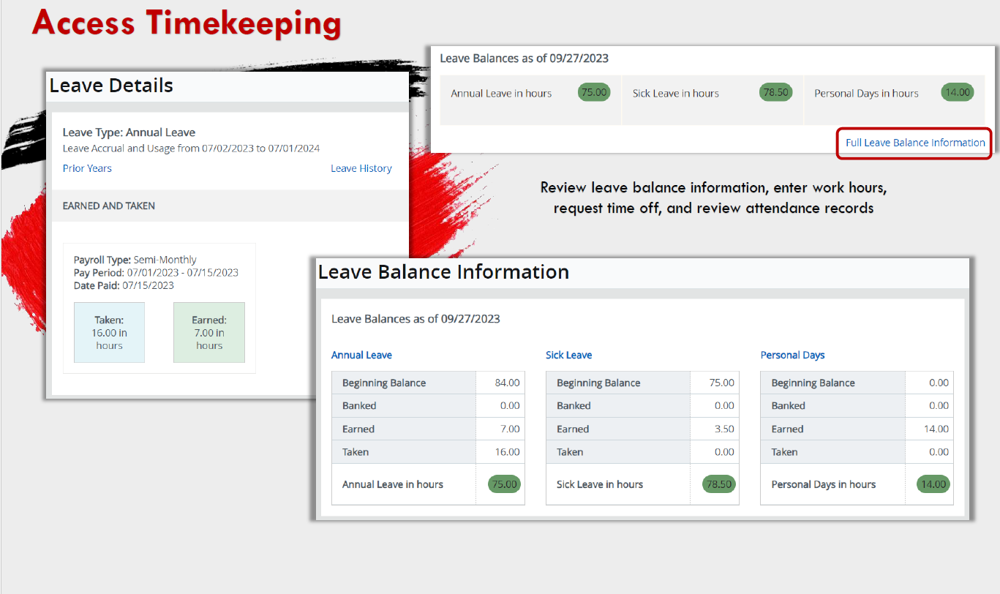 Access Timekeeping
Leave Details
Leave Type: Annual Leave
Leave Accrual and Usage from 07/02/2023 to 07/01/2024
Prior Years Leave History
EARNED AND TAKEN
Payroll Type: Semi-Monthly
Pay Period: 07/01/2023 - 07/15/2023
Date Paid: 07/15/2023
Taken:
16.00 in
hours
Earned:
7.00 in
hours
Leave Balances as of 09/27/2023
Annual Leave in hours 75.00 Sick Leave in hours 78.50 Personal Days in hours 14.00
Full Leave Balance Information
Review leave balance information, enter work hours,
request time off, and review attendance records
Leave Balance Information
Leave Balances as of 09/27/2023
Annual Leave
Beginning Balance 84.00
Banked 0.00
Earned 7.00
Taken 16.00
Annual Leave in hours 75.00
Sick Leave
Beginning Balance 75.00
Banked 0.00
Earned 3.50
Taken 0.00
Sick Leave in hours 78.50
Personal Days
Beginning Balance 0.00
Banked 0.00
Earned 14.00
Taken 0.00
Personal Days in hours 14.00